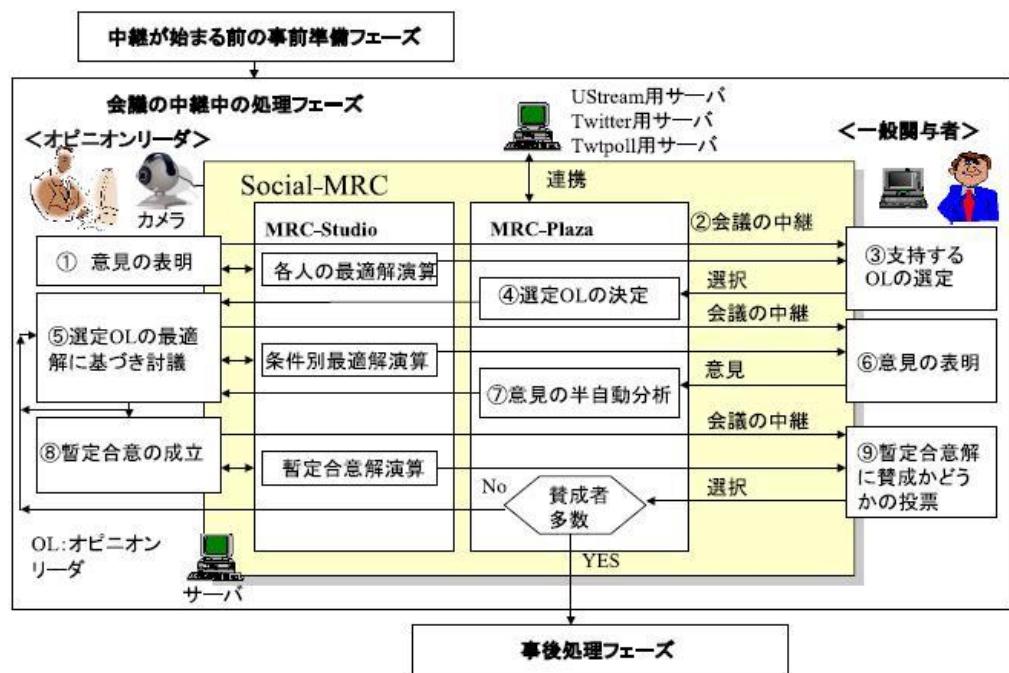 中継が始まる前の事前準備フェーズ
会議の中継中の処理フェーズ
<オピニオンリーダ>
カメラ
UStream用サーバ
Twitter用サーバ
Twtpoll用サーバ
<一般関与者>
連携
Social-MRC
MRC-Studio
MRC-Plaza
②会議の中継
① 意見の表明
各人の最適解演算
③支持する
OLの選定
選択
④選定OLの決定
会議の中継
⑤選定OLの最適
解に基づき討議
条件別最適解演算
⑥意見の表明
意見
⑦意見の半自動分析
会議の中継
⑧暫定合意の成立
暫定合意解演算
⑨暫定合意解
に賛成かどう
かの投票
選択
No
賛成者
多数
YES
OL:オピニオン
リーダ
サーバ
事後処理フェーズ